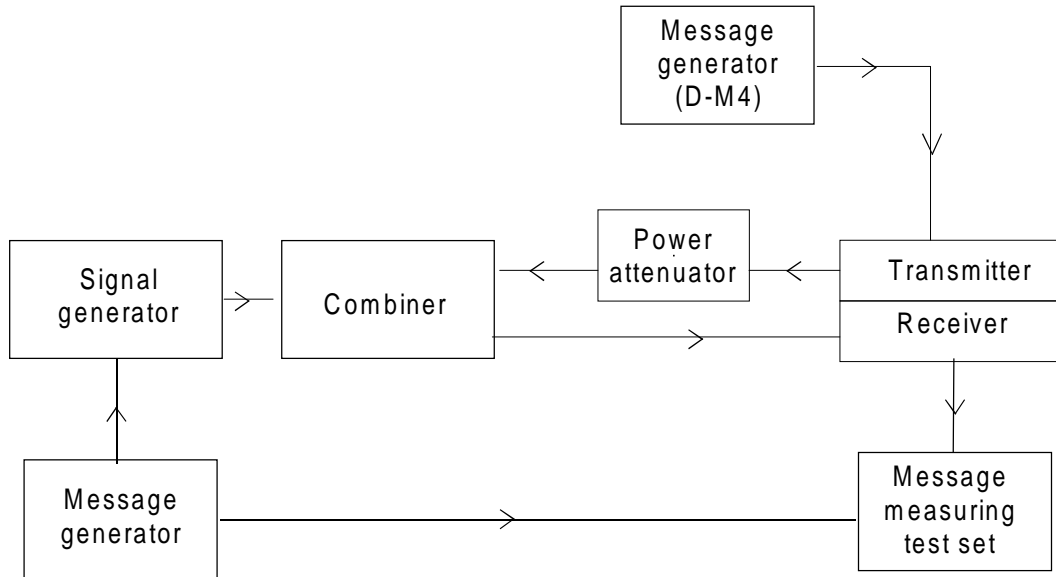 Message
generator
(D-M4)
Power
attenuator
Signal
generator
Combiner
Transmitter
Receiver
Message
generator
Message
measuring
test set